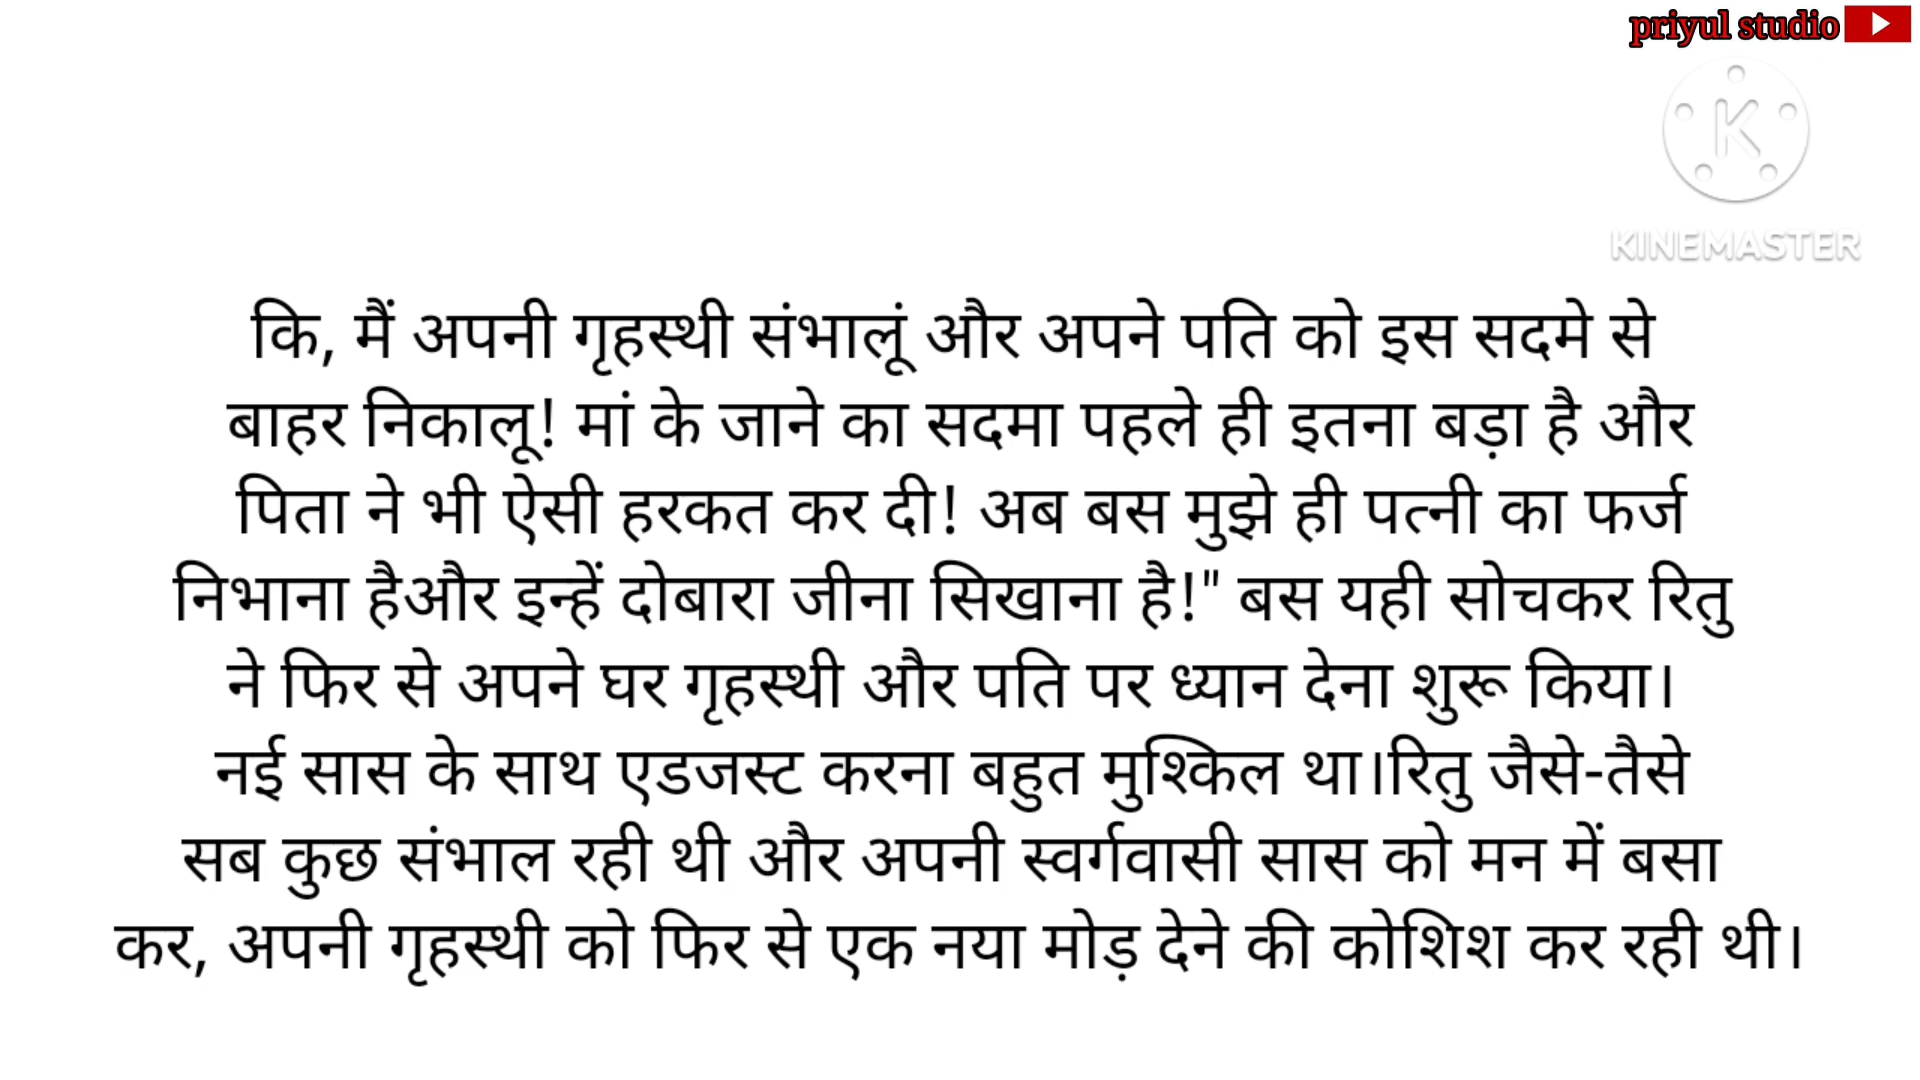 priyul studio
KINEMASTER
कि, मैं अपनी गृहस्थी संभालूं और अपने पति को इस सदमे से
बाहर निकालू! मां के जाने का सदमा पहले ही इतना बड़ा है और
पिता ने भी ऐसी हरकत कर दी! अब बस मुझे ही पत्नी का फर्ज
निभाना हैऔर इन्हें दोबारा जीना सिखाना है!" बस यही सोचकर रितु
ने फिर से अपने घर गृहस्थी और पति पर ध्यान देना शुरू किया।
नई सास के साथ एडजस्ट करना बहुत मुश्किल था।रितु जैसे-तैसे
सब कुछ संभाल रही थी और अपनी स्वर्गवासी सास को मन में बसा
कर, अपनी गृहस्थी को फिर से एक नया मोड़ देने की कोशिश कर रही थी।